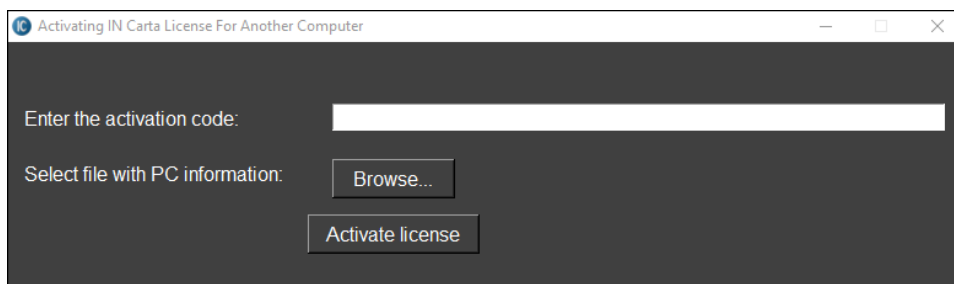 IC Activating IN Carta License For Another Computer
Enter the activation code:
Select file with PC information: Browse...
Activate license